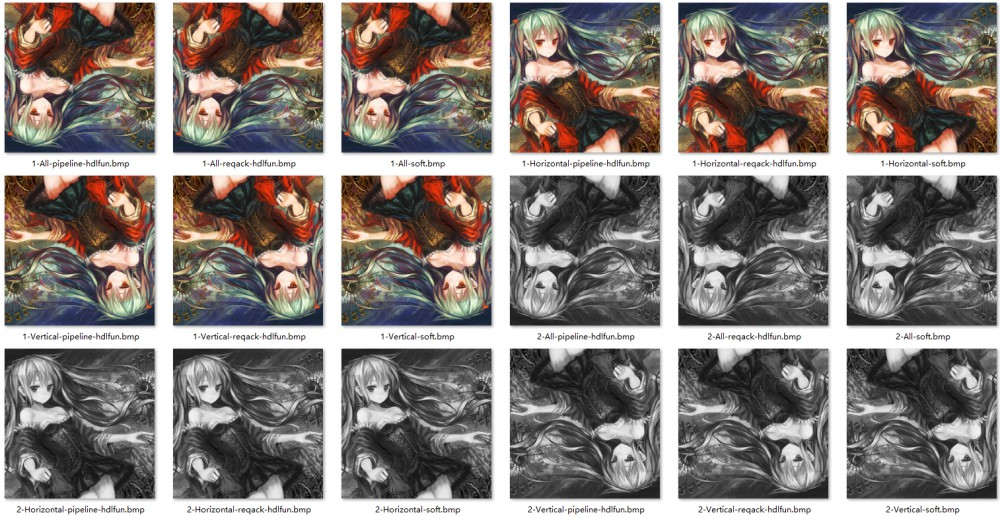 1-All-pipeline-hdlfun.bmp
1-All-reqack-hdlfun.bmp
1-All-soft.bmp
1-Horizontal-pipeline-hdlfun.bmp
1-Horizontal-reqack-hdlfun.bmp
1-Horizontal-soft.bmp
1-Vertical-pipeline-hdlfun.bmp
1-Vertical-reqack-hdlfun.bmp
1-Vertical-soft.bmp
2-All-pipeline-hdlfun.bmp
2-All-reqack-hdlfun.bmp
2-All-soft.bmp
2-Horizontal-pipeline-hdlfun.bmp
2-Horizontal-reqack-hdlfun.bmp
2-Horizontal-soft.bmp
2-Vertical-pipeline-hdlfun.bmp
2-Vertical-reqack-hdlfun.bmp
2-Vertical-soft.bmp